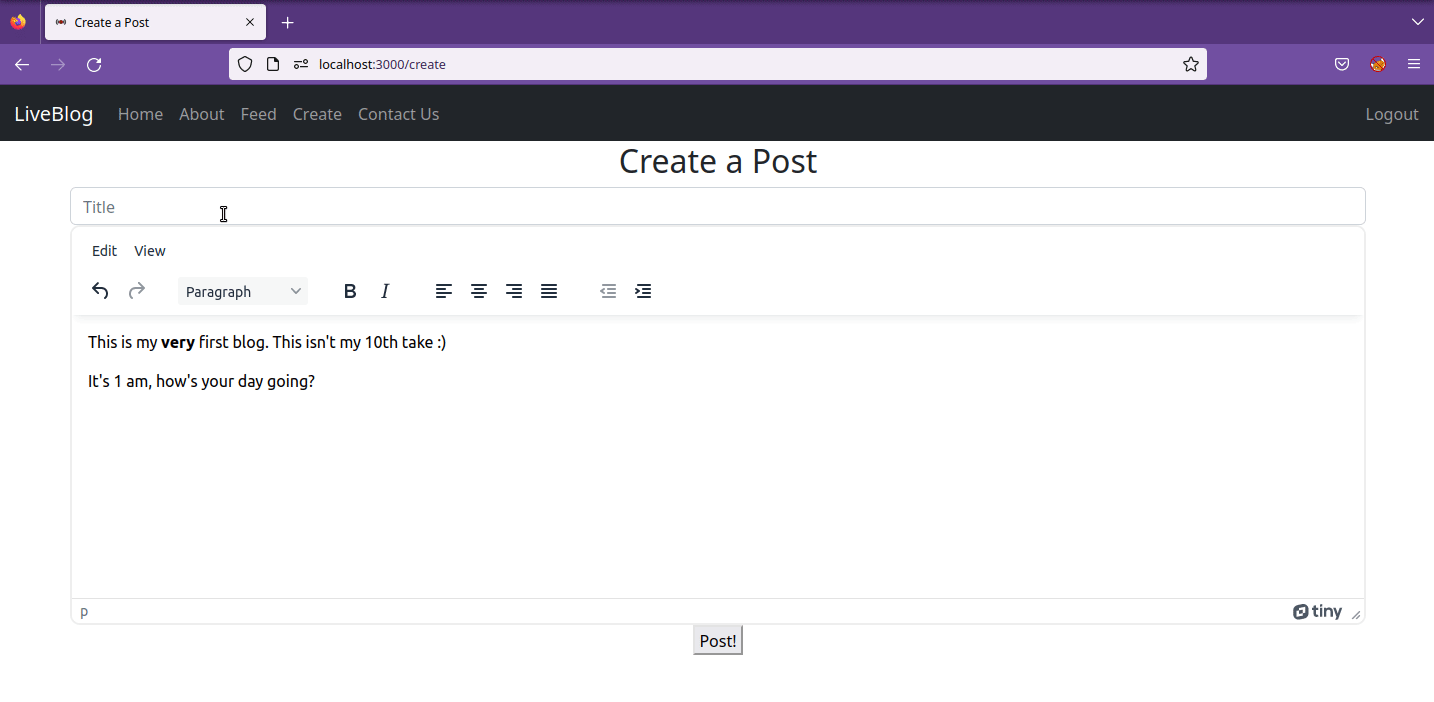 Create a Post
localhost:3000/create
LiveBlog Home About Feed Create Contact Us Logout
Create a Post
Title
Edit View
Paragraph B I
This is my very first blog. This isn't my 10th take :)
It's 1 am, how's your day going?
p tiny
Post!